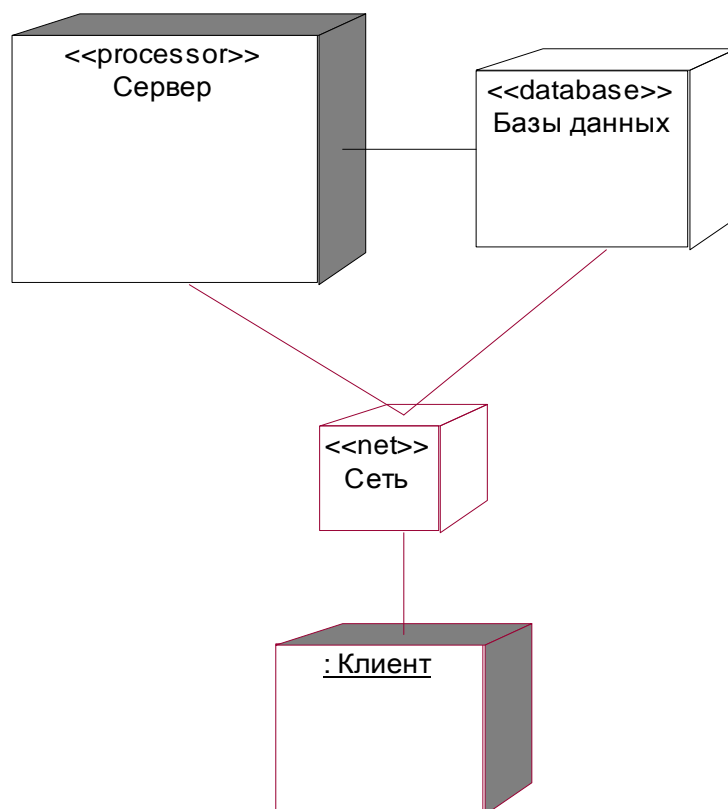 <<processor>>
Сервер
<<database>>
Базы данных
<<net>>
Сеть
: Клиент